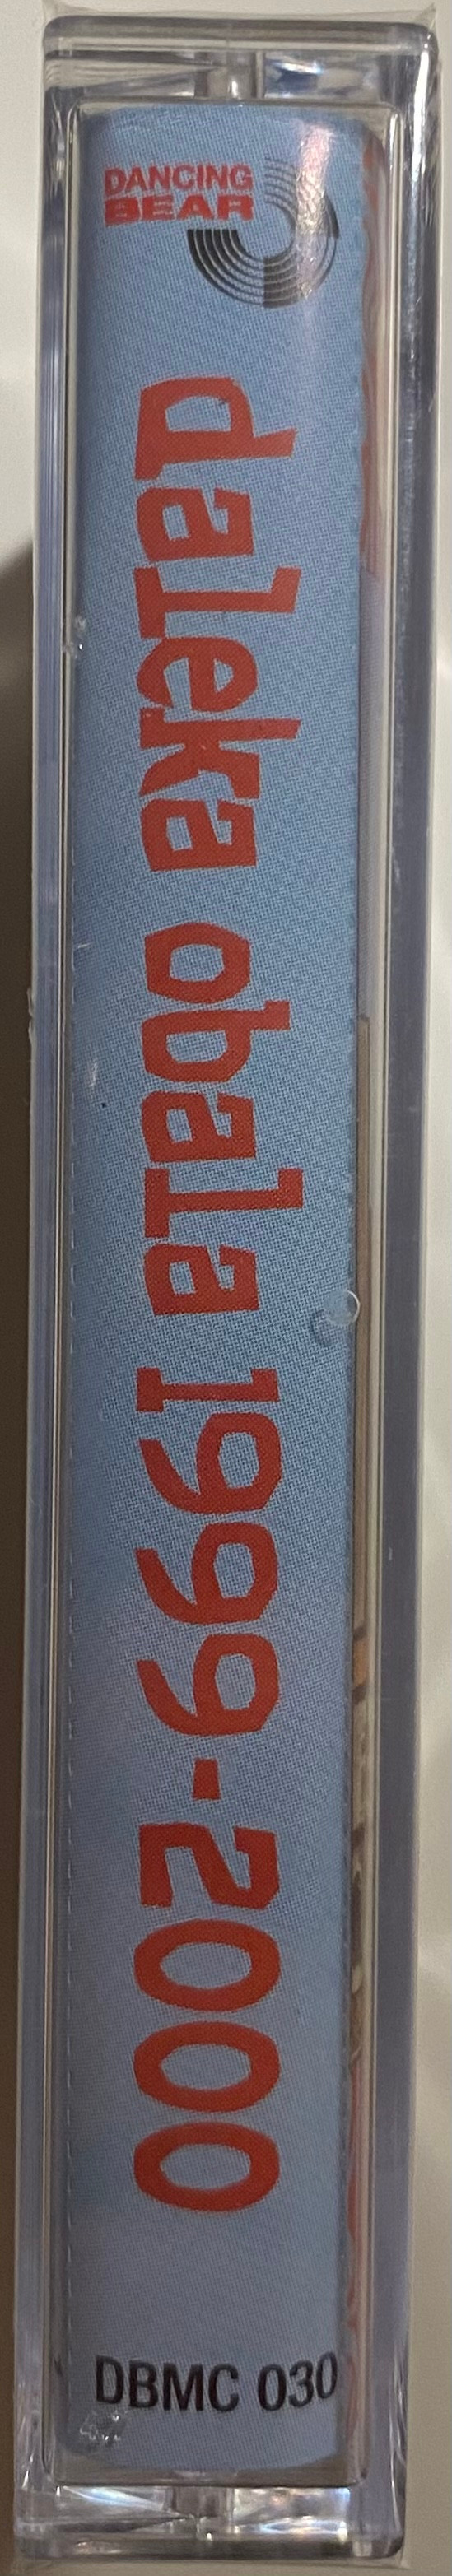 DANCING
BEAR
daleka obala 1999-2000
DBMC 030